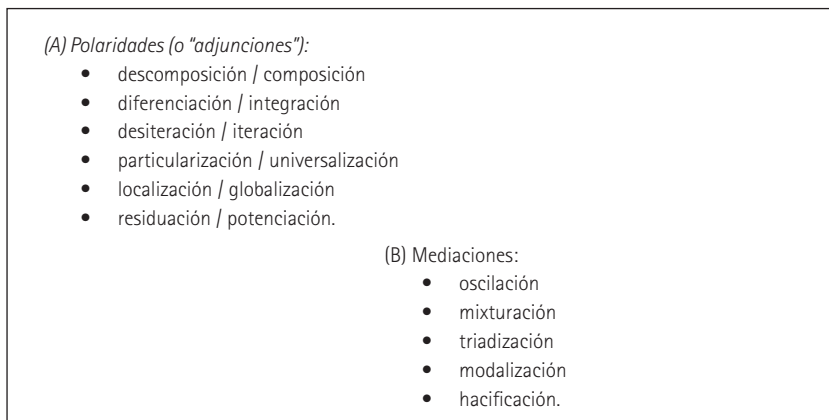 (A) Polaridades (o "adjunciones"):
• descomposición / composición
• diferenciación / integración
• desiteración / iteración
• particularización / universalización
• localización / globalización
• residuación / potenciación.
(B) Mediaciones:
• oscilación
• mixturación
• triadización
• modalización
• hacificación.